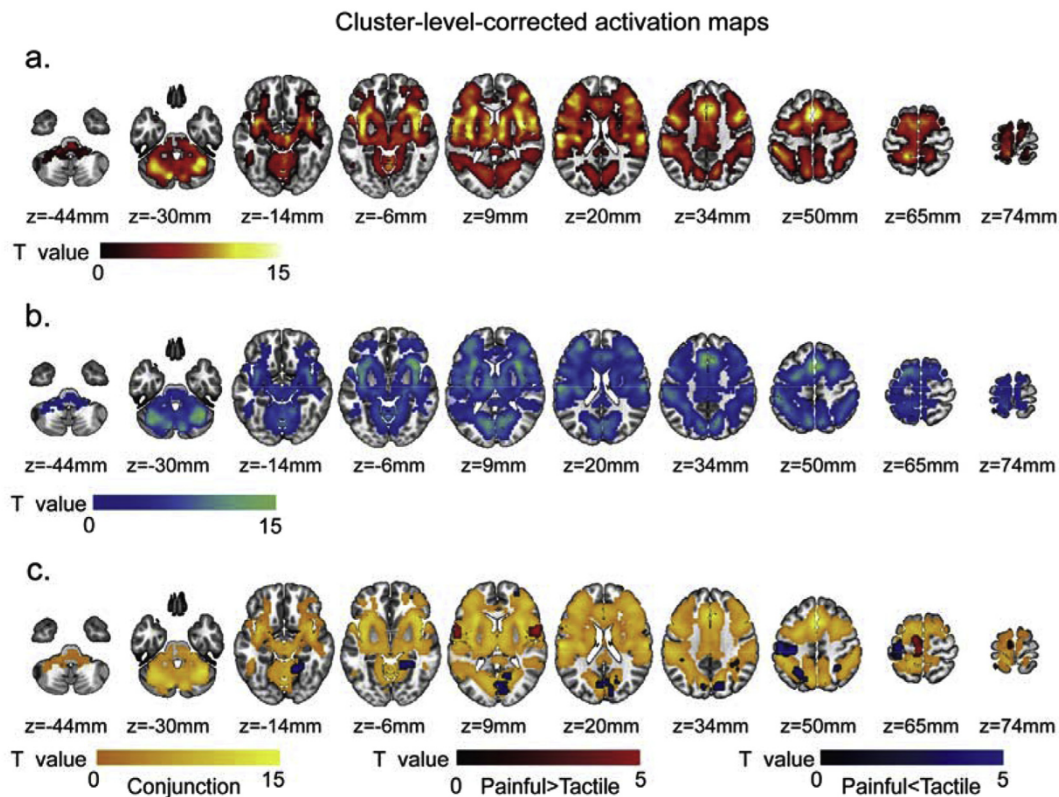 Cluster-level-corrected activation maps
a.
z=-44mm z=-30mm z=-14mm z=-6mm z=9mm z=20mm z=34mm z=50mm z=65mm z=74mm
T value
0 15
b.
z=-44mm z=-30mm z=-14mm z=-6mm z=9mm z=20mm z=34mm z=50mm z=65mm z=74mm
T value
0 15
c.
z=-44mm z=-30mm z=-14mm z=-6mm z=9mm z=20mm z=34mm z=50mm z=65mm z=74mm
T value T value T value
0 Conjunction 15 0 Painful>Tactile 5 0 Painful<Tactile 5